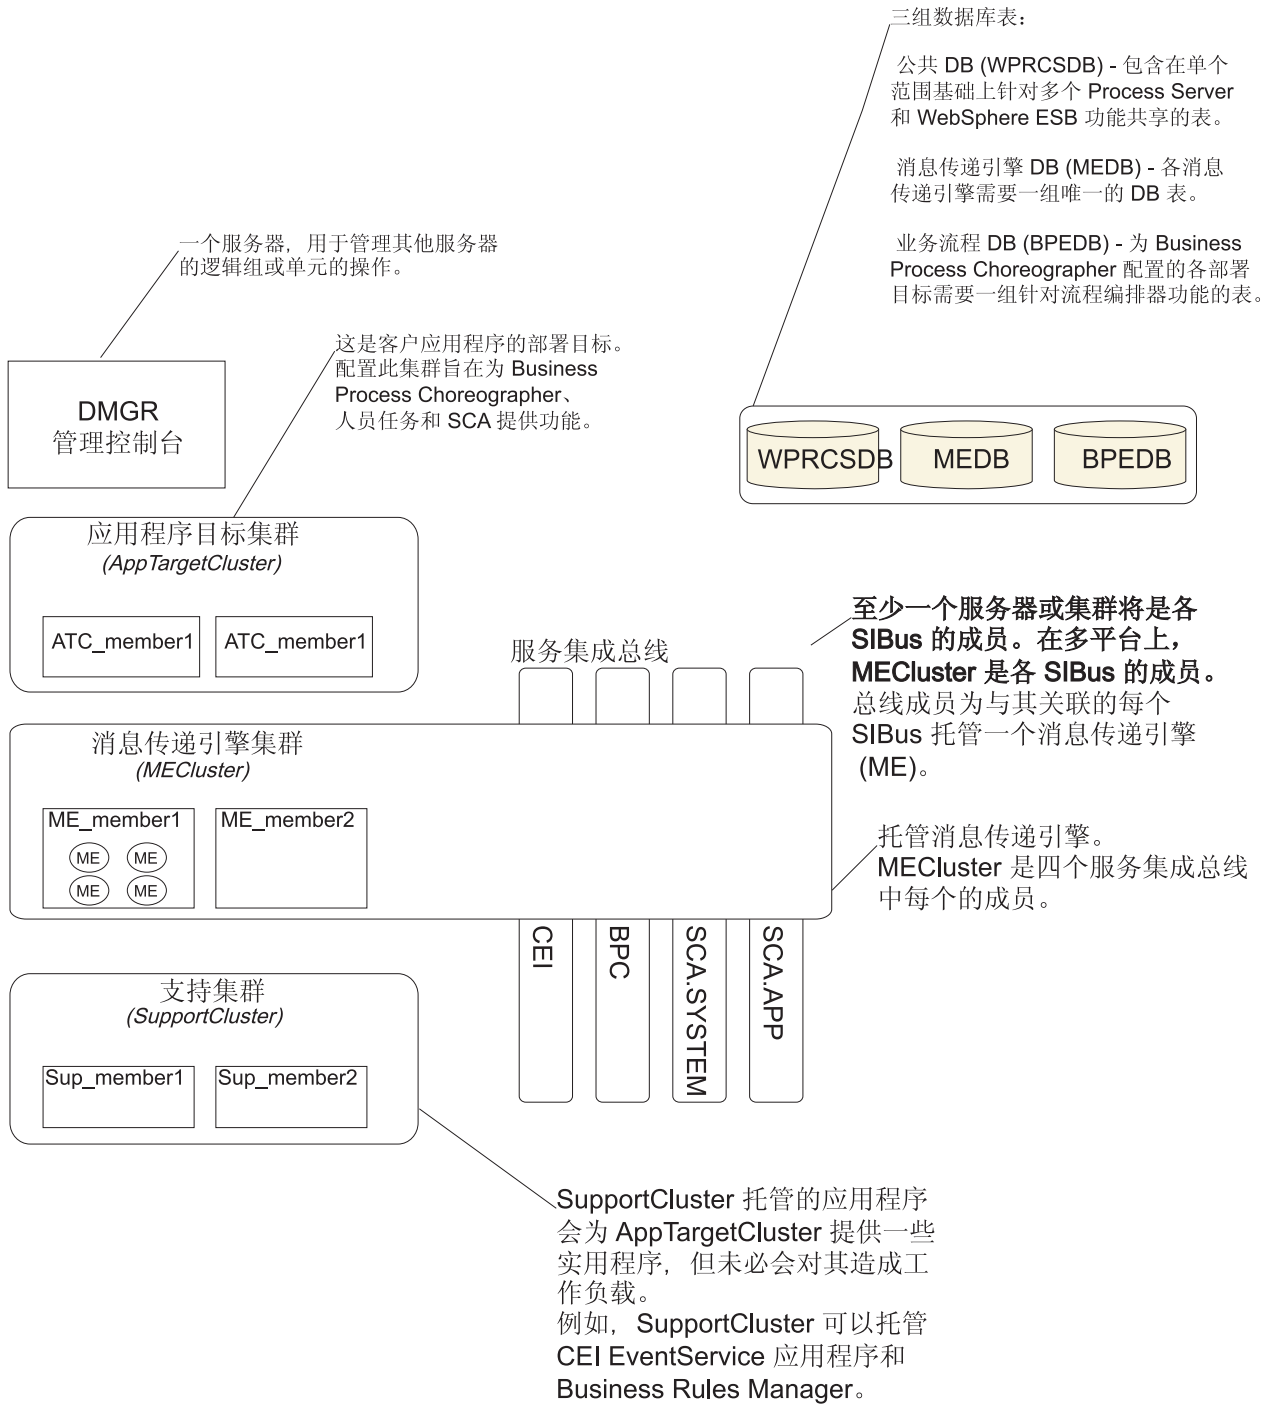 三组数据库表：
公共 DB (WPRCSDB) - 包含在单个
范围基础上针对多个 Process Server
和 WebSphere ESB 功能共享的表。
消息传递引擎 DB (MEDB) - 各消息
传递引擎需要一组唯一的 DB 表。
业务流程 DB (BPEDB) - 为 Business
Process Choreographer 配置的各部署
目标需要一组针对流程编排器功能的表。
一个服务器，用于管理其他服务器
的逻辑组或单元的操作。
这是客户应用程序的部署目标。
配置此集群旨在为 Business
Process Choreographer、
人员任务和 SCA 提供功能。
DMGR
管理控制台
WPRCSDB
MEDB
BPEDB
应用程序目标集群
(AppTargetCluster)
ATC_member1
ATC_member1
服务集成总线
至少一个服务器或集群将是各
SIBus 的成员。在多平台上，
MECluster 是各 SIBus 的成员。
总线成员为与其关联的每个
SIBus 托管一个消息传递引擎
(ME)。
消息传递引擎集群
(MECluster)
ME_member1
ME_member2
ME
ME
ME
ME
托管消息传递引擎。
MECluster 是四个服务集成总线
中每个的成员。
CEI
BPC
SCA.SYSTEM
SCA.APP
支持集群
(SupportCluster)
Sup_member1
Sup_member2
SupportCluster 托管的应用程序
会为 AppTargetCluster 提供一些
实用程序，但未必会对其造成工
作负载。
例如，SupportCluster 可以托管
CEI EventService 应用程序和
Business Rules Manager。